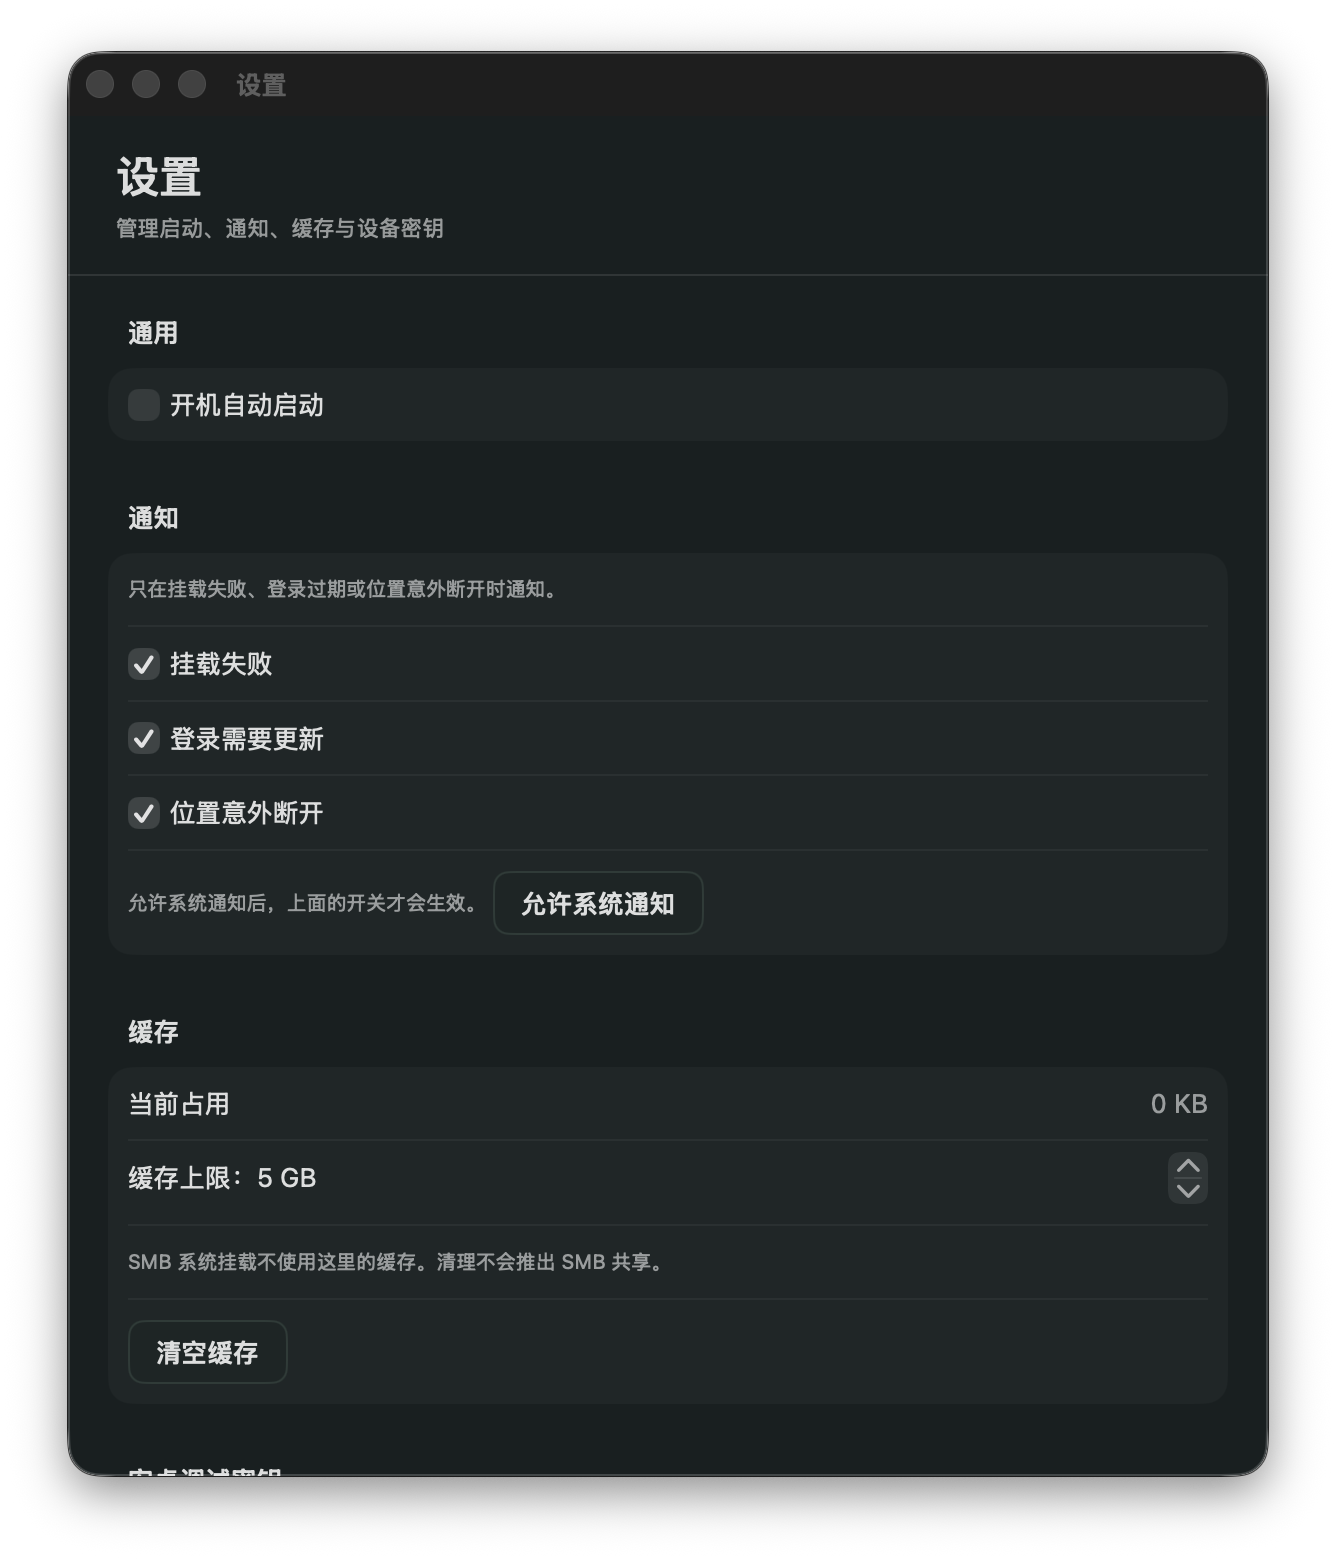 设置
设置
管理启动、通知、缓存与设备密钥
通用
开机自动启动
通知
只在挂载失败、登录过期或位置意外断开时通知。
挂载失败
登录需要更新
位置意外断开
允许系统通知后，上面的开关才会生效。 允许系统通知
缓存
当前占用 0 KB
缓存上限：5 GB
SMB 系统挂载不使用这里的缓存。清理不会推出 SMB 共享。
清空缓存
安卓调试密钥